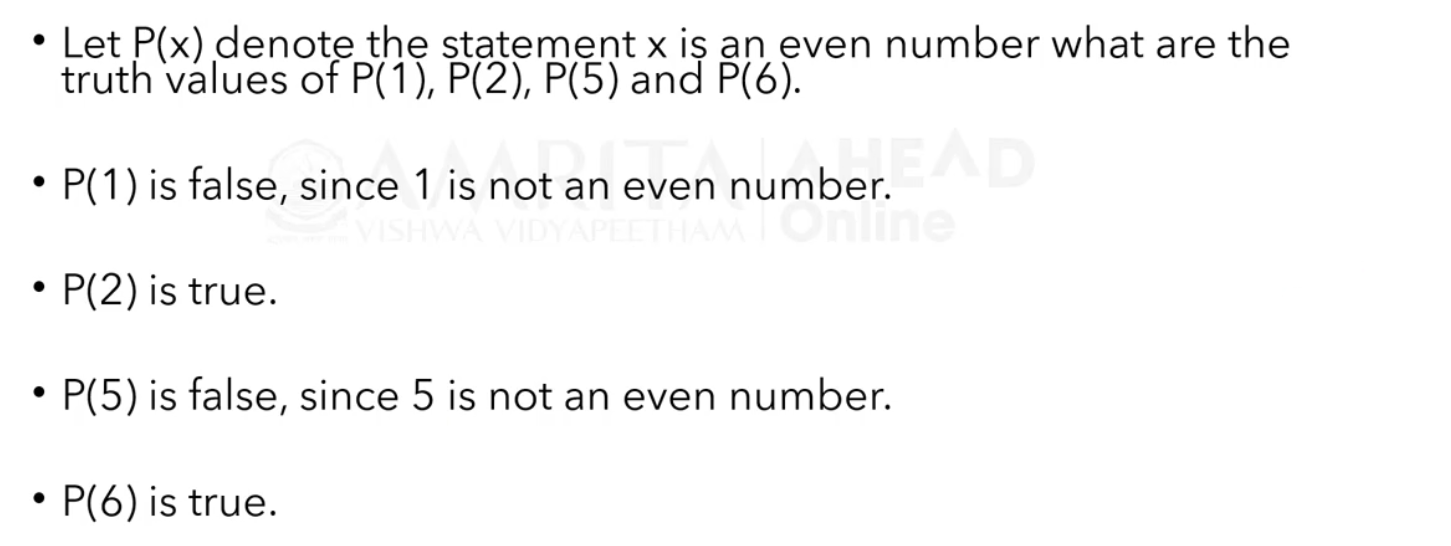 • Let P(x) denote the statement x is an even number what are the
truth values of P(1), P(2), P(5) and P(6).
AMRITA AHEAD
VISHWA VIDYAPEETHAM Online
• P(1) is false, since 1 is not an even number.
• P(2) is true.
• P(5) is false, since 5 is not an even number.
• P(6) is true.